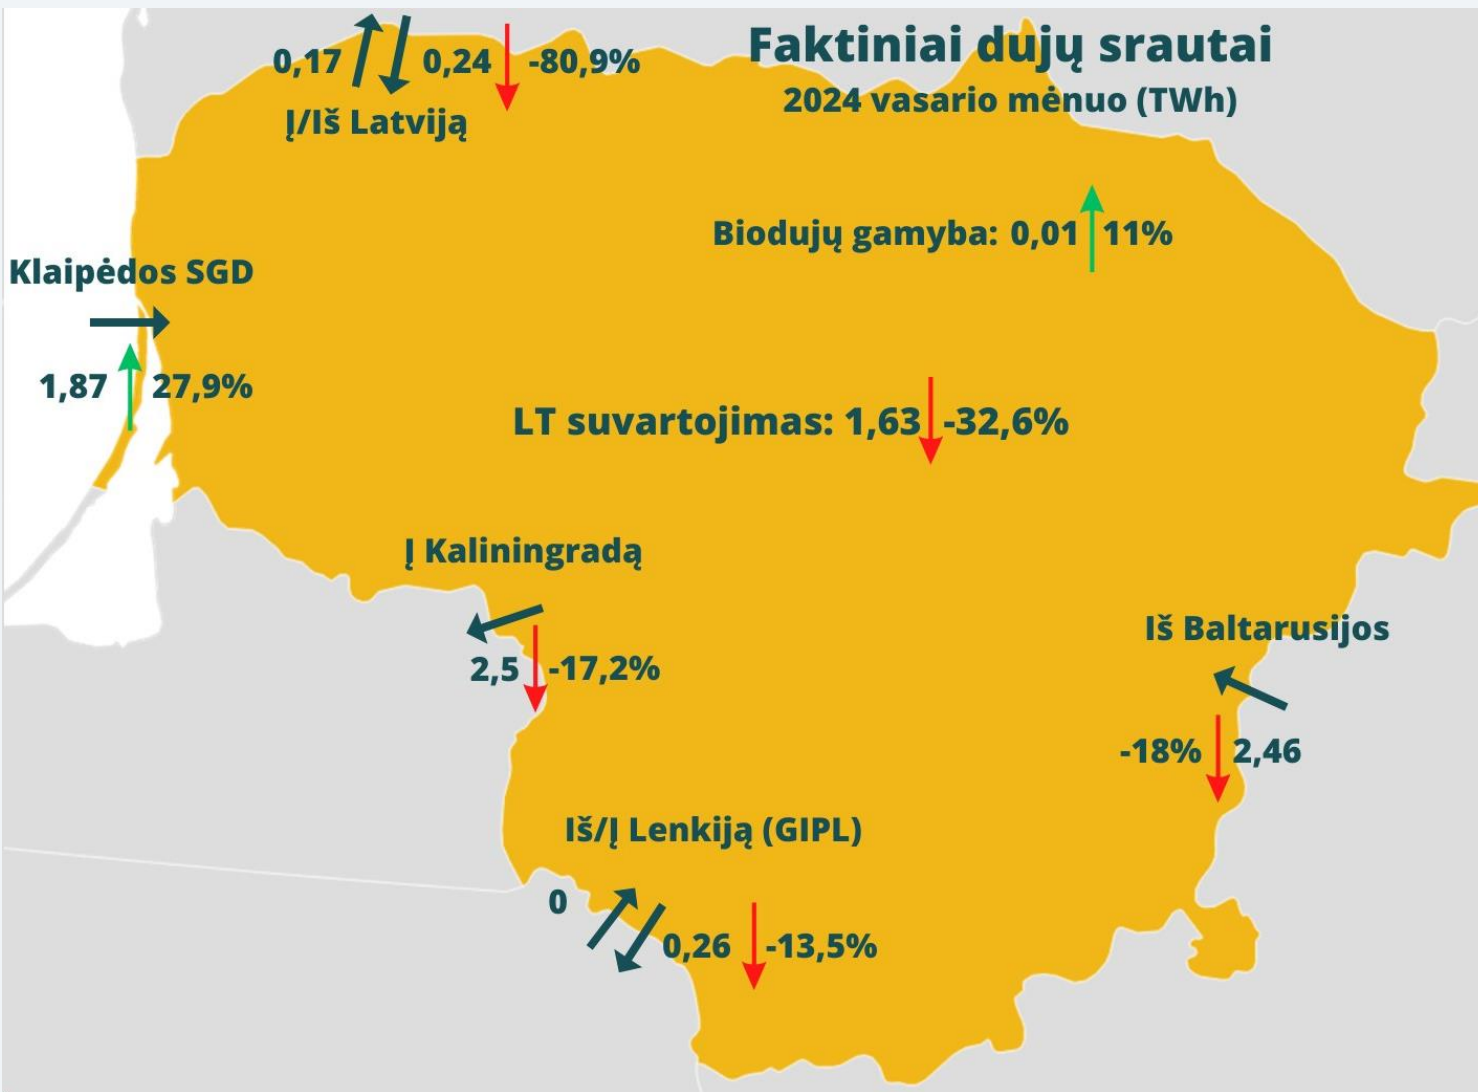 Faktiniai dujų srautai
2024 vasario mėnuo (TWh)
0,17 0,24 -80,9%
Į/Iš Latviją
Biodujų gamyba: 0,01 11%
Klaipėdos SGD
1,87 27,9%
LT suvartojimas: 1,63 -32,6%
Į Kaliningradą
2,5 -17,2%
Iš Baltarusijos
-18% 2,46
Iš/Į Lenkiją (GIPL)
0
0,26 -13,5%